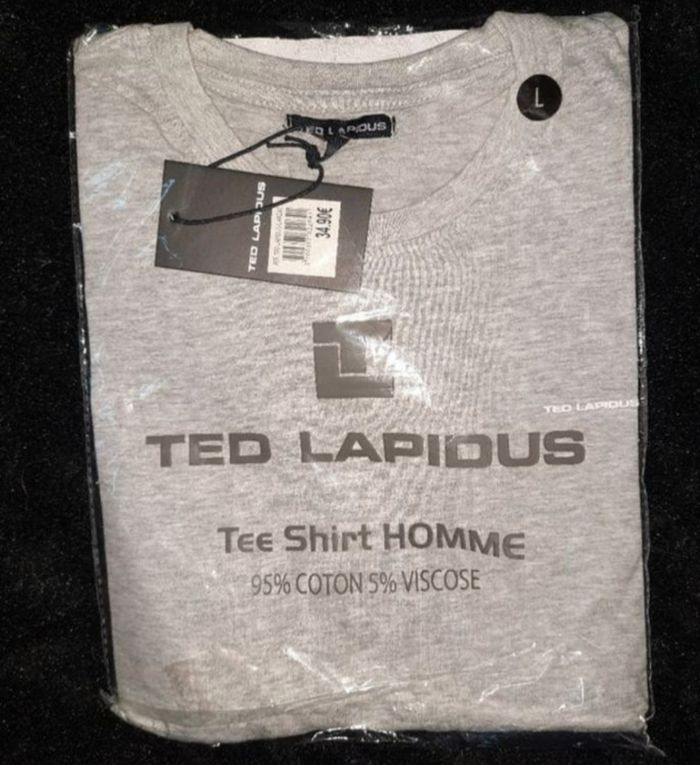 L
TED LAPIDUS
TED LAPIDUS
34.90€
TED LAPIDUS
TED LAPIDUS
Tee Shirt HOMME
95% COTON 5% VISCOSE